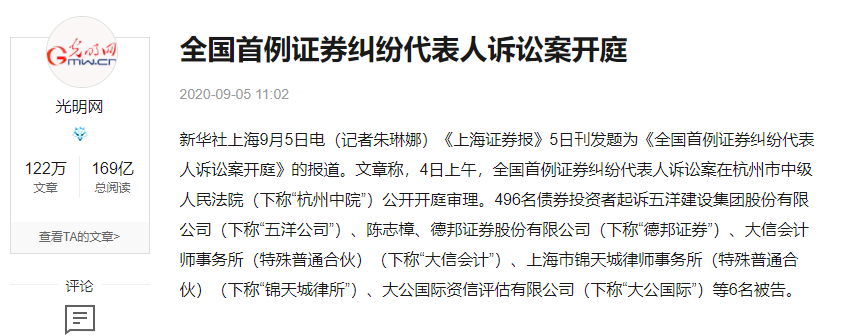 全国首例证券纠纷代表人诉讼案开庭
2020-09-05 11:02
光明网
GMW.CN
光明网
122万
169亿
文章
总阅读
查看TA的文章>
评论
新华社上海9月5日电（记者朱琳娜）《上海证券报》5日刊发题为《全国首例证券纠纷代表
人诉讼案开庭》的报道。文章称，4日上午，全国首例证券纠纷代表人诉讼案在杭州市中级
人民法院（下称“杭州中院”）公开开庭审理。496名债券投资者起诉五洋建设集团股份有限
公司（下称“五洋公司”）、陈志樟、德邦证券股份有限公司（下称“德邦证券”）、大信会计
师事务所（特殊普通合伙）（下称“大信会计”）、上海市锦天城律师事务所（特殊普通合
伙）（下称“锦天城律所”）、大公国际资信评估有限公司（下称“大公国际”）等6名被告。